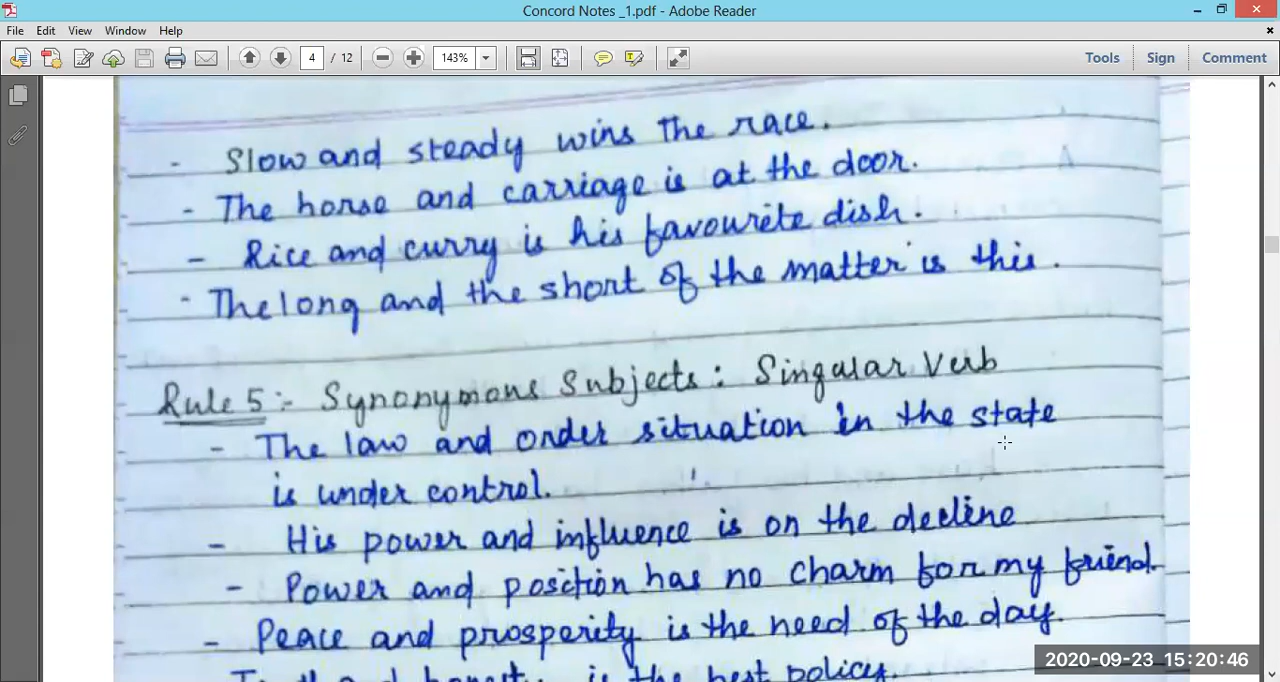 Concord Notes _1.pdf - Adobe Reader
File Edit View Window Help
4 / 12 143% Tools Sign Comment
- Slow and steady wins the race.
- The horse and carriage is at the door.
- Rice and curry is his favourite dish.
- The long and the short of the matter is this.
Rule 5:- Synonymous Subjects: Singular Verb
- The law and order situation in the state
is under control.
- His power and influence is on the decline
- Power and position has no charm for my friend.
- Peace and prosperity is the need of the day.
is the best policy.
2020-09-23 15:20:46